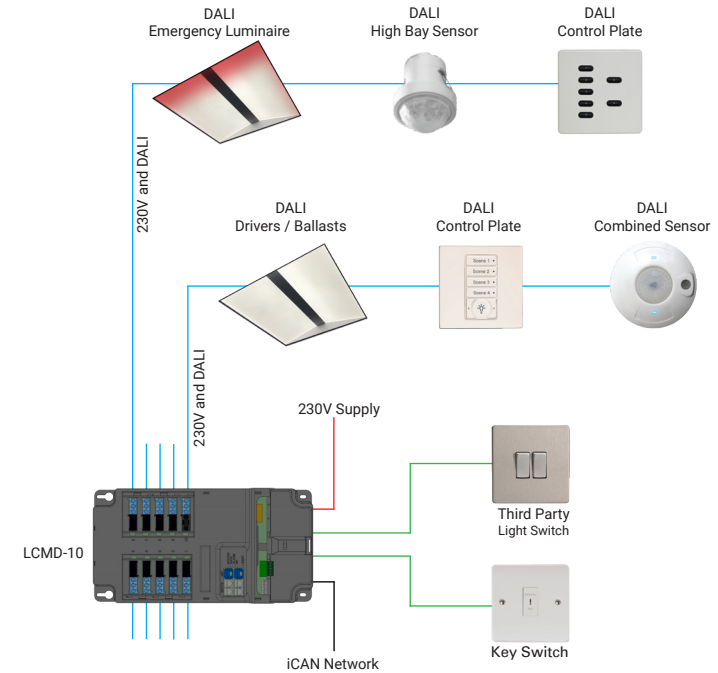 DALI
Emergency Luminaire
DALI
High Bay Sensor
DALI
Control Plate
230V and DALI
DALI
Drivers / Ballasts
DALI
Control Plate
DALI
Combined Sensor
Scene 1
Scene 2
Scene 3
Scene 4
230V and DALI
230V Supply
Third Party
Light Switch
LCMD-10
Key Switch
iCAN Network